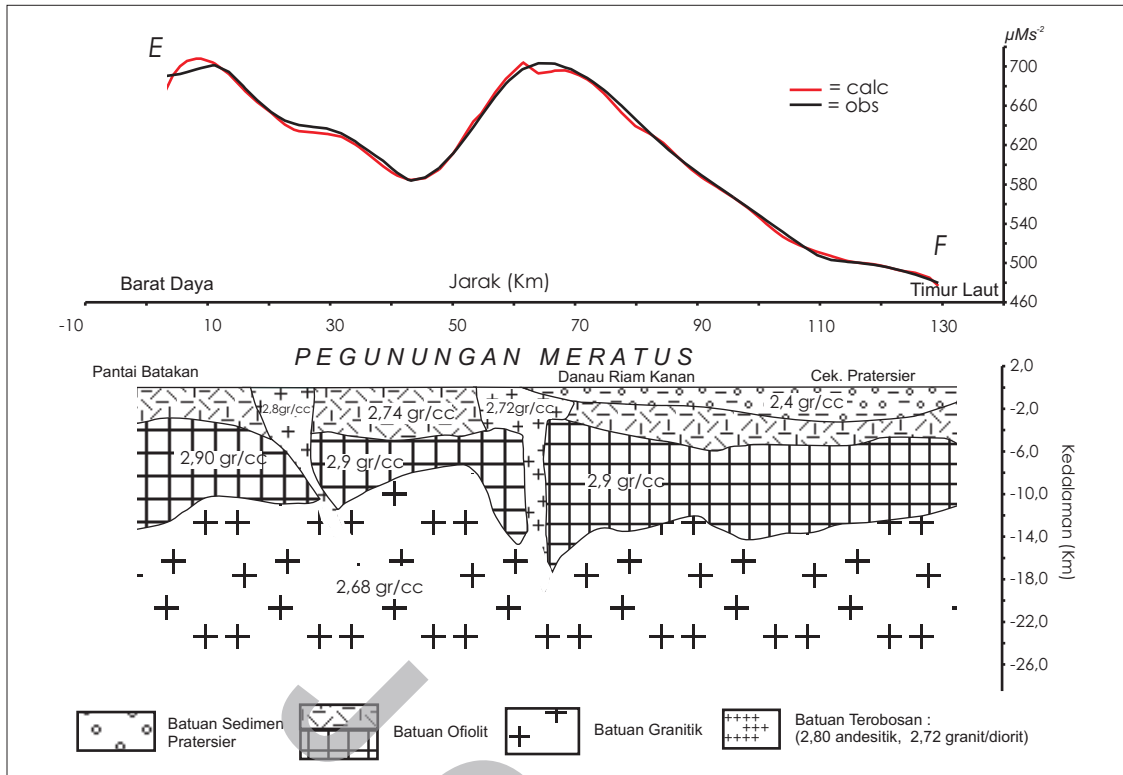 µMs⁻²
E
700
= calc
= obs
660
620
580
540
F
500
Barat Daya
Jarak (Km)
Timur Laut
460
-10 10 30 50 70 90 110 130
PEGUNUNGAN MERATUS
2,0
Pantai Batakan
Danau Riam Kanan
Cek. Pratersier
2,8gr/cc
2,74 gr/cc
2,72gr/cc
2,4 gr/cc
-2,0
2,90 gr/cc
2,9 gr/cc
2,9 gr/cc
-6,0
-10,0
-14,0
2,68 gr/cc
-18,0
-22,0
-26,0
Kedalaman (Km)
Batuan Sedimen
Pratersier
Batuan Ofiolit
Batuan Granitik
Batuan Terobosan :
(2,80 andesitik, 2,72 granit/diorit)